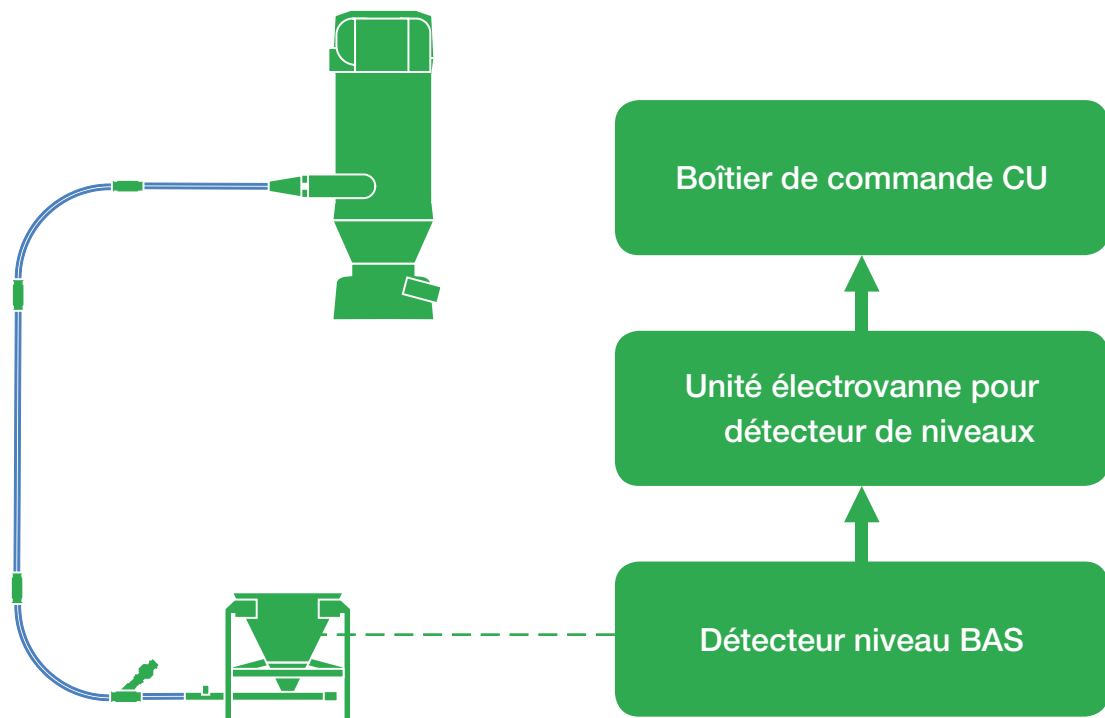 Boîtier de commande CU
Unité électrovanne pour
détecteur de niveaux
Détecteur niveau BAS